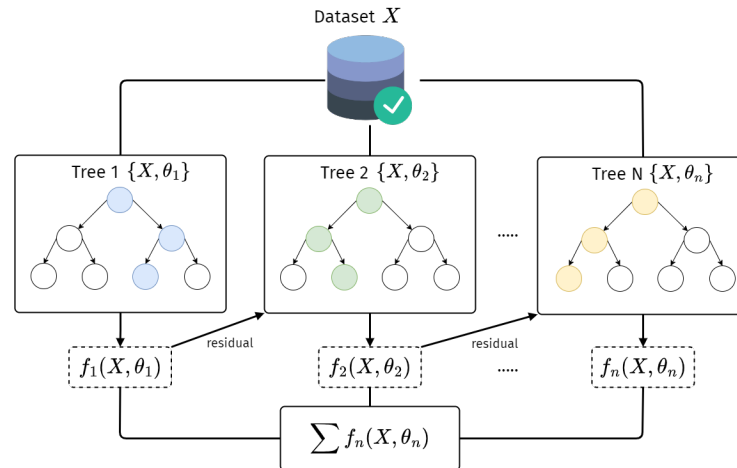 Dataset X
Tree 1 {X, θ₁}
Tree 2 {X, θ₂}
Tree N {X, θₙ}
.....
residual
residual
f₁(X, θ₁)
f₂(X, θ₂)
.....
fₙ(X, θₙ)
∑ fₙ(X, θₙ)